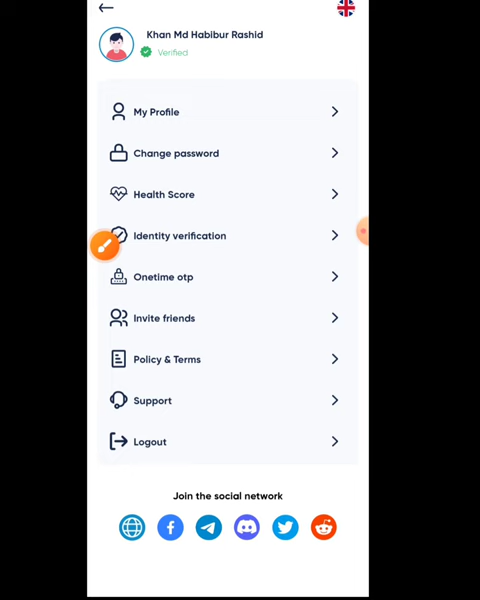 Khan Md Habibur Rashid
Verified
My Profile
Change password
Health Score
Identity verification
Onetime otp
Invite friends
Policy & Terms
Support
Logout
Join the social network